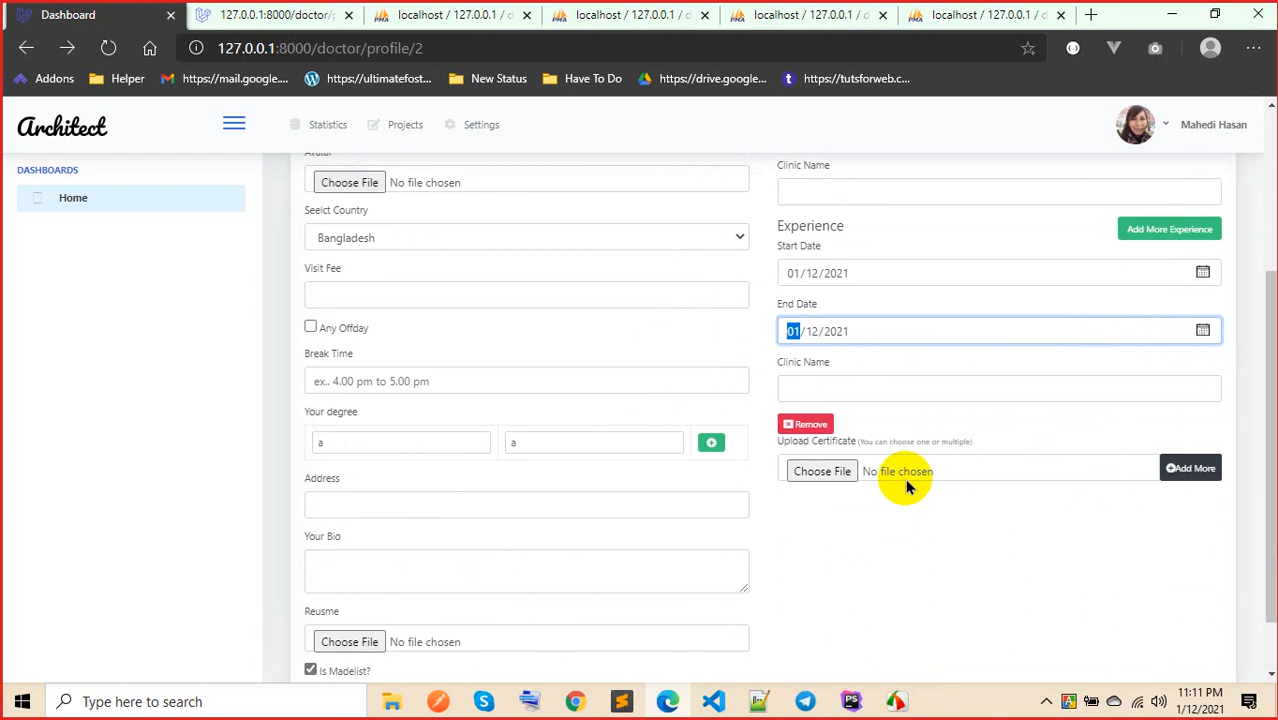 Dashboard
127.0.0.1:8000/doctor/p
localhost / 127.0.0.1 / d
localhost / 127.0.0.1 / d
localhost / 127.0.0.1 / d
localhost / 127.0.0.1 / d
127.0.0.1:8000/doctor/profile/2
Addons
Helper
https://mail.google....
https://ultimatefost...
New Status
Have To Do
https://drive.google...
https://tutsforweb.c...
Architect
Statistics
Projects
Settings
Mahedi Hasan
DASHBOARDS
Home
Avatar
Choose File No file chosen
Seelct Country
Bangladesh
Visit Fee
Any Offday
Break Time
ex.. 4.00 pm to 5.00 pm
Your degree
a
a
Address
Your Bio
Reusme
Choose File No file chosen
Is Madelist?
Clinic Name
Experience
Add More Experience
Start Date
01/12/2021
End Date
01/12/2021
Clinic Name
Remove
Upload Certificate (You can choose one or multiple)
Choose File No file chosen
Add More
Type here to search
PS
11:11 PM
1/12/2021